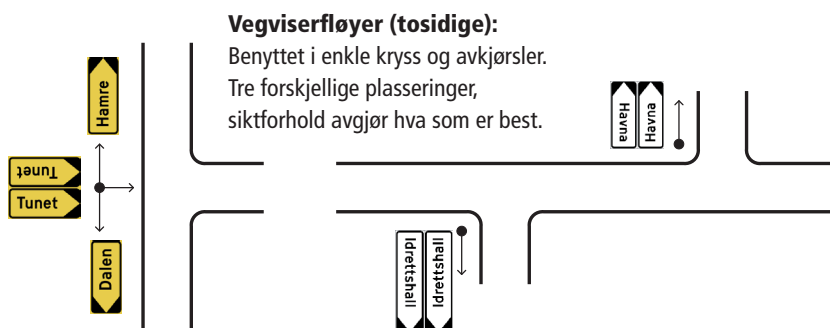 Vegviserfløyer (tosidige):
Benyttet i enkle kryss og avkjørsler.
Tre forskjellige plasseringer,
siktforhold avgjør hva som er best.
Hamre
Tunet
Tunet
Dalen
Havna
Havna
Idrettshall
Idrettshall